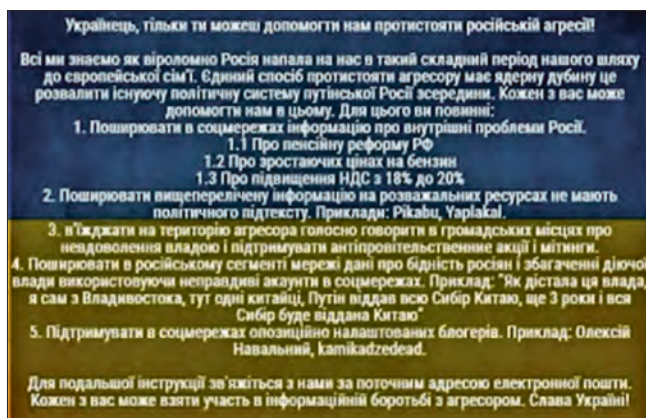 Українець, тільки ти можеш допомогти нам протистояти російській агресії!
Всі ми знаємо як віроломно Росія напала на нас в такий складний період нашого шляху
до європейської сім'ї. Єдиний спосіб протистояти агресору має ядерну дубину це
розвалити існуючу політичну систему путінської Росії зсередини. Кожен з вас може
допомогти нам в цьому. Для цього ви повинні:
1. Поширювати в соцмережах інформацію про внутрішні проблеми Росії.
1.1 Про пенсійну реформу РФ
1.2 Про зростаючих цінах на бензин
1.3 Про підвищення НДС з 18% до 20%
2. Поширювати вищеперелічену інформацію на розважальних ресурсах не мають
політичного підтексту. Приклади: Pikabu, Yaplakal.
3. в'їжджати на територію агресора голосно говорити в громадських місцях про
невдоволення владою і підтримувати антіпровітельственние акції і мітинги.
4. Поширювати в російському сегменті мережі дані про бідність росіян і збагаченні діючої
влади використовуючи неправдиві акаунти в соцмережах. Приклад: "Як дістала ця влада,
я сам з Владивостока, тут одні китайці, Путін віддав всю Сибір Китаю, ще 3 роки і вся
Сибір буде віддана Китаю"
5. Підтримувати в соцмережах опозиційно налаштованих блогерів. Приклад: Олексій
Навальний, kamikadzedead.
Для подальшої інструкції зв'яжіться з нами за поточним адресою електронної пошти.
Кожен з вас може взяти участь в інформаційній боротьбі з агресором. Слава Україні!